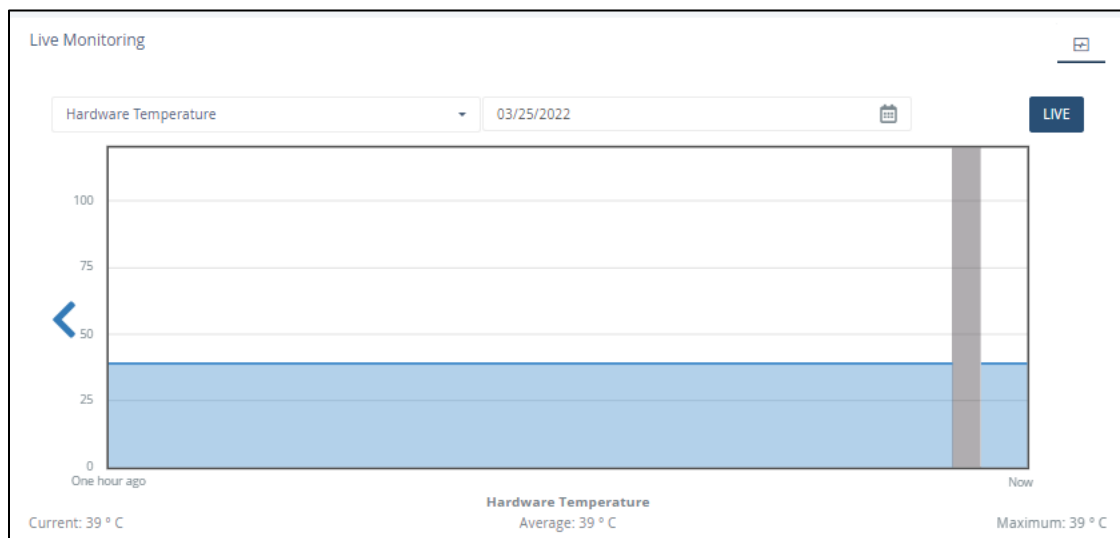 Live Monitoring
Hardware Temperature 03/25/2022 LIVE
100
75
50
25
0
One hour ago Now
Hardware Temperature
Current: 39 ° C Average: 39 ° C Maximum: 39 ° C